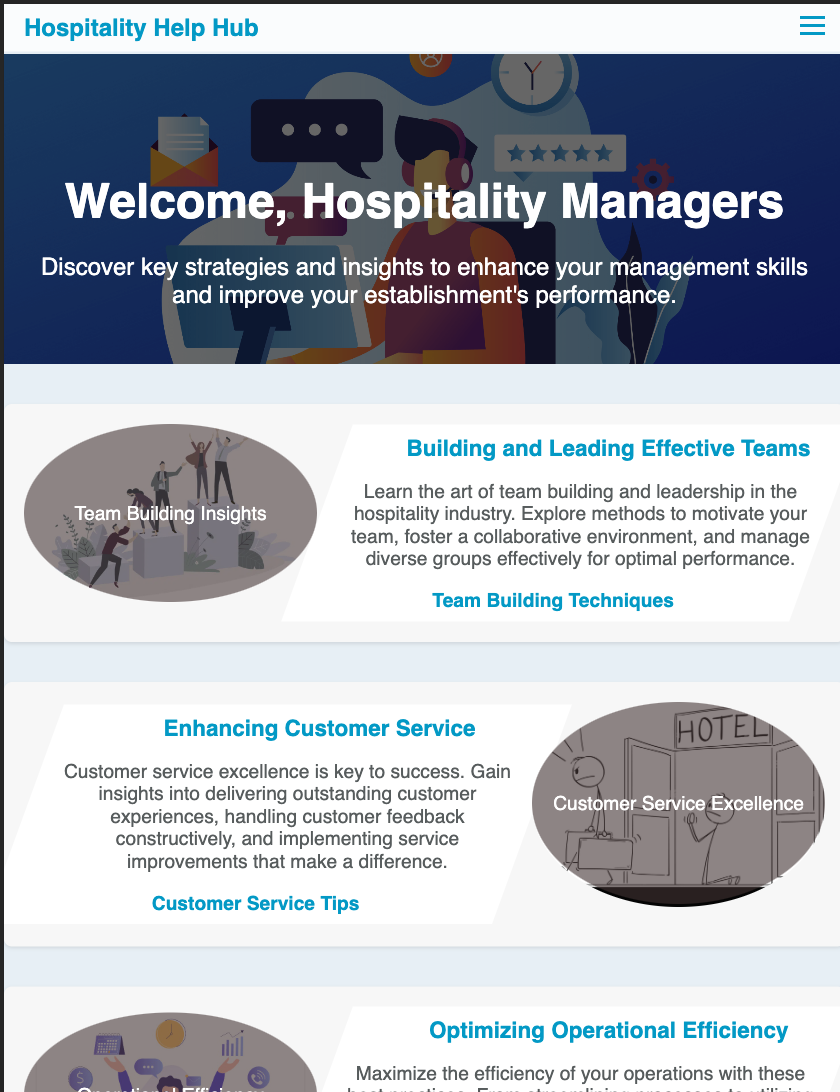 Hospitality Help Hub
Welcome, Hospitality Managers
Discover key strategies and insights to enhance your management skills
and improve your establishment's performance.
Team Building Insights
Building and Leading Effective Teams
Learn the art of team building and leadership in the
hospitality industry. Explore methods to motivate your
team, foster a collaborative environment, and manage
diverse groups effectively for optimal performance.
Team Building Techniques
Enhancing Customer Service
Customer service excellence is key to success. Gain
insights into delivering outstanding customer
experiences, handling customer feedback
constructively, and implementing service
improvements that make a difference.
Customer Service Tips
HOTEL
Customer Service Excellence
Optimizing Operational Efficiency
Maximize the efficiency of your operations with these